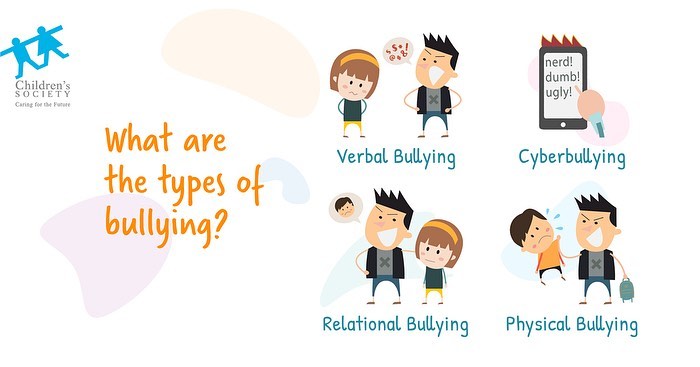 Children's
SOCIETY
Caring for the Future
What are
the types of
bullying?
Verbal Bullying
nerd!
dumb!
ugly!
Cyberbullying
Relational Bullying
Physical Bullying